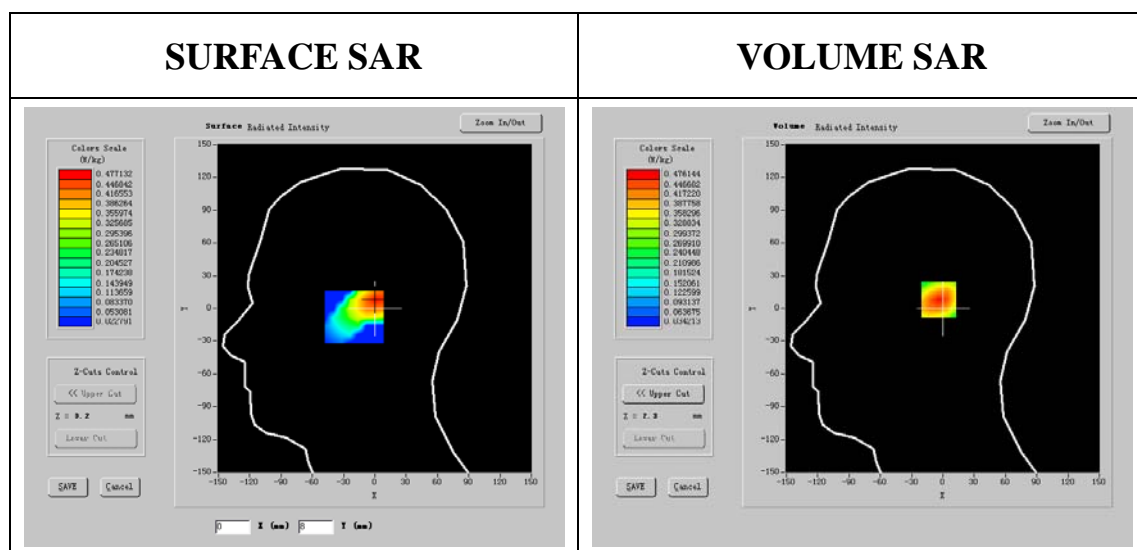 SURFACE SAR
VOLUME SAR
Surface Radiated Intensity
Zoom In/Out
Colors Scale
(W/kg)
0.477132
0.446842
0.416553
0.386264
0.355974
0.325685
0.295396
0.265106
0.234817
0.204527
0.174238
0.143949
0.113659
0.083370
0.053081
0.022791
150
90
60
30
0
-30
-60
-90
-120
-150
Y
-150 -120 -90 -60 -30 0 30 60 90 120 150
X
Z-Cuts Control
<< Upper Cut
Z = 3.2 mm
Lower Cut
SAVE
Cancel
0 X (mm) 8 Y (mm)
Volume Radiated Intensity
Zoom In/Out
Colors Scale
(W/kg)
0.476144
0.446682
0.417220
0.387758
0.358296
0.328834
0.299372
0.269910
0.240448
0.210986
0.181524
0.152061
0.122599
0.093137
0.063675
0.034213
150
90
60
30
0
-30
-60
-90
-120
-150
Y
-150 -120 -90 -60 -30 0 30 60 90 120 150
X
Z-Cuts Control
<< Upper Cut
Z = 2.3 mm
Lower Cut
SAVE
Cancel